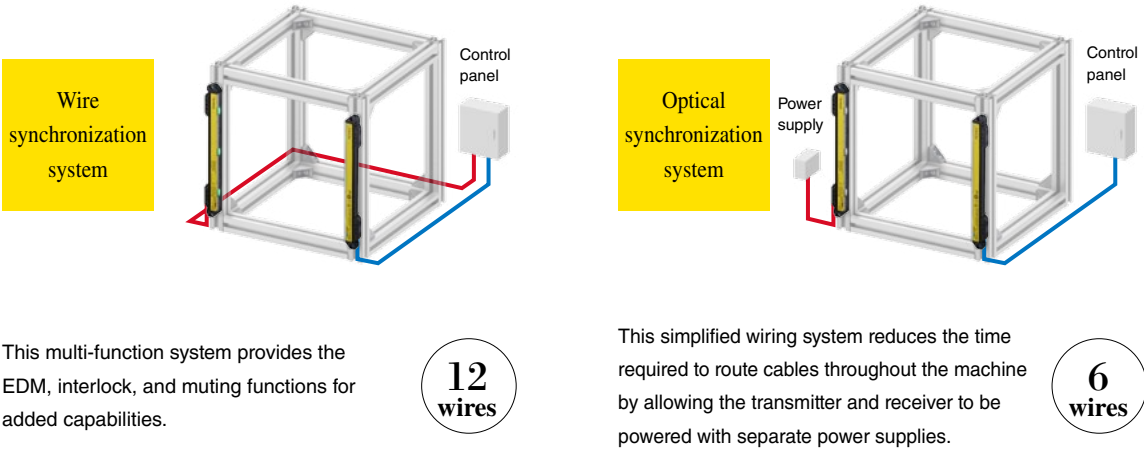 Wire
synchronization
system
Control
panel
This multi-function system provides the
EDM, interlock, and muting functions for
added capabilities.
12
wires
Optical
synchronization
system
Power
supply
Control
panel
This simplified wiring system reduces the time
required to route cables throughout the machine
by allowing the transmitter and receiver to be
powered with separate power supplies.
6
wires